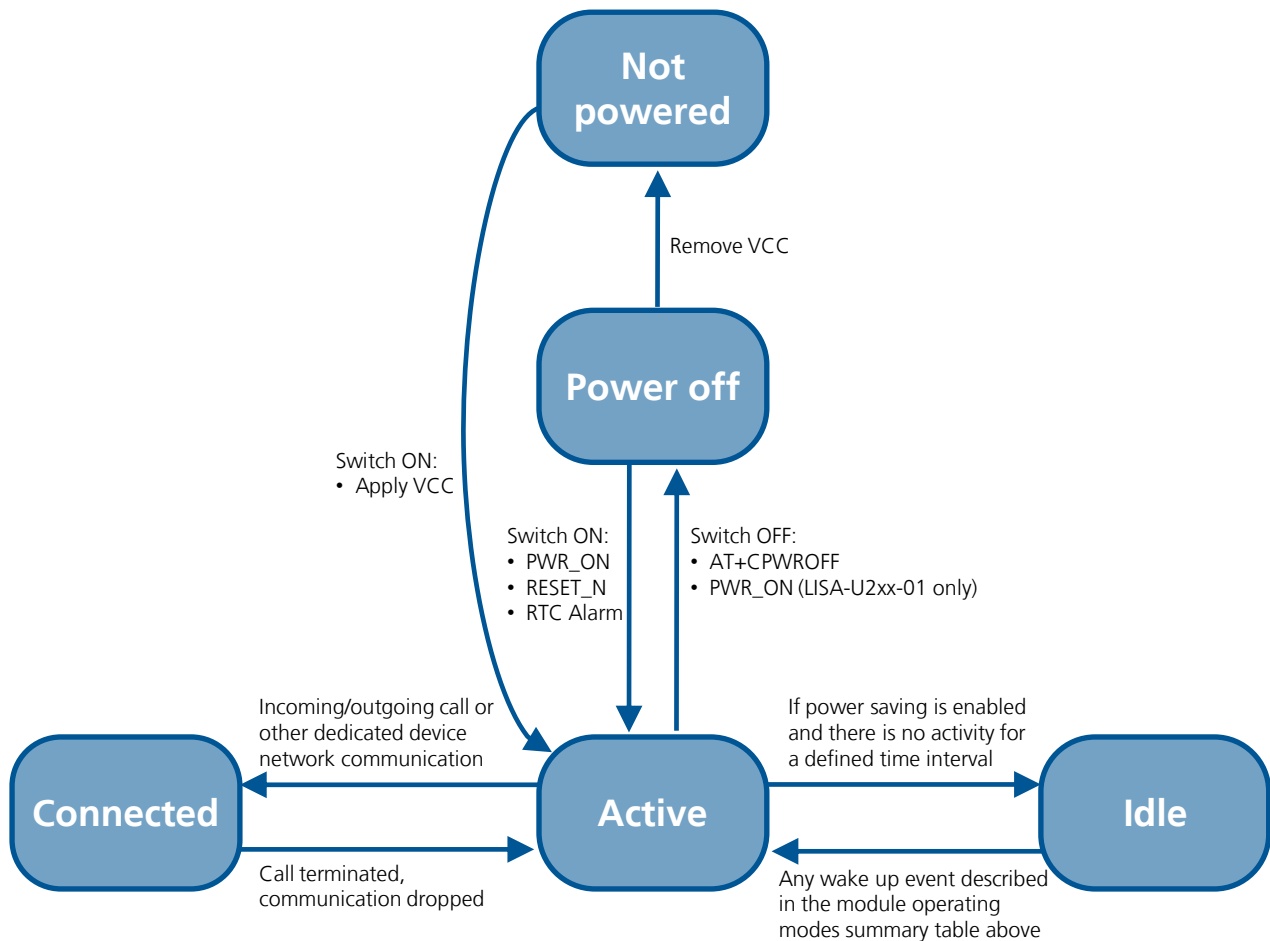 Not
powered
Remove VCC
Power off
Switch ON:
• Apply VCC
Switch ON:
• PWR_ON
• RESET_N
• RTC Alarm
Switch OFF:
• AT+CPWROFF
• PWR_ON (LISA-U2xx-01 only)
Incoming/outgoing call or
other dedicated device
network communication
If power saving is enabled
and there is no activity for
a defined time interval
Connected
Active
Idle
Call terminated,
communication dropped
Any wake up event described
in the module operating
modes summary table above